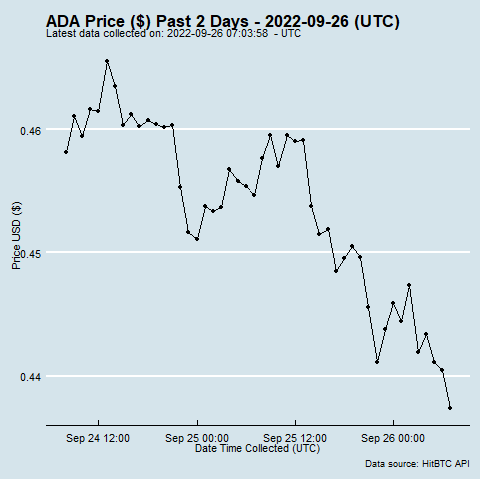 ADA Price ($) Past 2 Days - 2022-09-26 (UTC)
Latest data collected on: 2022-09-26 07:03:58 - UTC
0.46
0.45
0.44
Price USD ($)
Sep 24 12:00 Sep 25 00:00 Sep 25 12:00 Sep 26 00:00
Date Time Collected (UTC)
Data source: HitBTC API